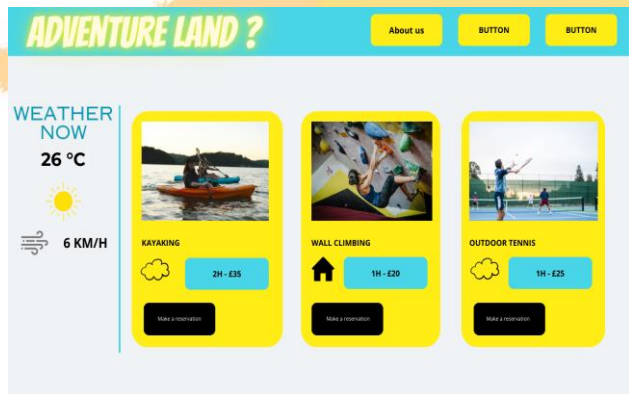 ADVENTURE LAND ?
About us
BUTTON
BUTTON
WEATHER
NOW
26 °C
6 KM/H
KAYAKING
2H - £35
Make a reservation
WALL CLIMBING
1H - £20
Make a reservation
OUTDOOR TENNIS
1H - £25
Make a reservation